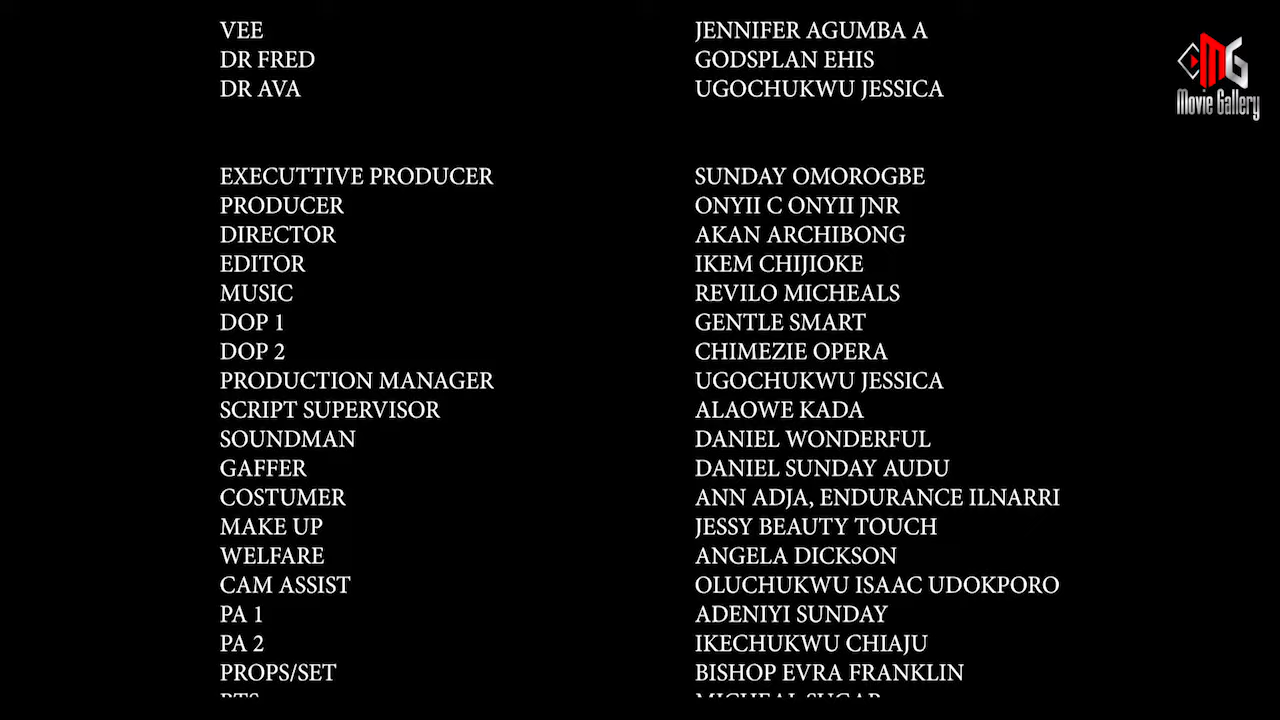 VEE JENNIFER AGUMBA A
DR FRED GODSPLAN EHIS
DR AVA UGOCHUKWU JESSICA
MG
Movie Gallery
EXECUTTIVE PRODUCER SUNDAY OMOROGBE
PRODUCER ONYII C ONYII JNR
DIRECTOR AKAN ARCHIBONG
EDITOR IKEM CHIJIOKE
MUSIC REVILO MICHEALS
DOP 1 GENTLE SMART
DOP 2 CHIMEZIE OPERA
PRODUCTION MANAGER UGOCHUKWU JESSICA
SCRIPT SUPERVISOR ALAOWE KADA
SOUNDMAN DANIEL WONDERFUL
GAFFER DANIEL SUNDAY AUDU
COSTUMER ANN ADJA, ENDURANCE ILNARRI
MAKE UP JESSY BEAUTY TOUCH
WELFARE ANGELA DICKSON
CAM ASSIST OLUCHUKWU ISAAC UDOKPORO
PA 1 ADENIYI SUNDAY
PA 2 IKECHUKWU CHIAJU
PROPS/SET BISHOP EVRA FRANKLIN